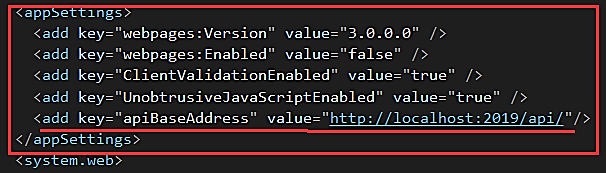 <appSettings>
<add key="webpages:Version" value="3.0.0.0" />
<add key="webpages:Enabled" value="false" />
<add key="ClientValidationEnabled" value="true" />
<add key="UnobtrusiveJavaScriptEnabled" value="true" />
<add key="apiBaseAddress" value="http://localhost:2019/api/"/>
</appSettings>
<system.web>